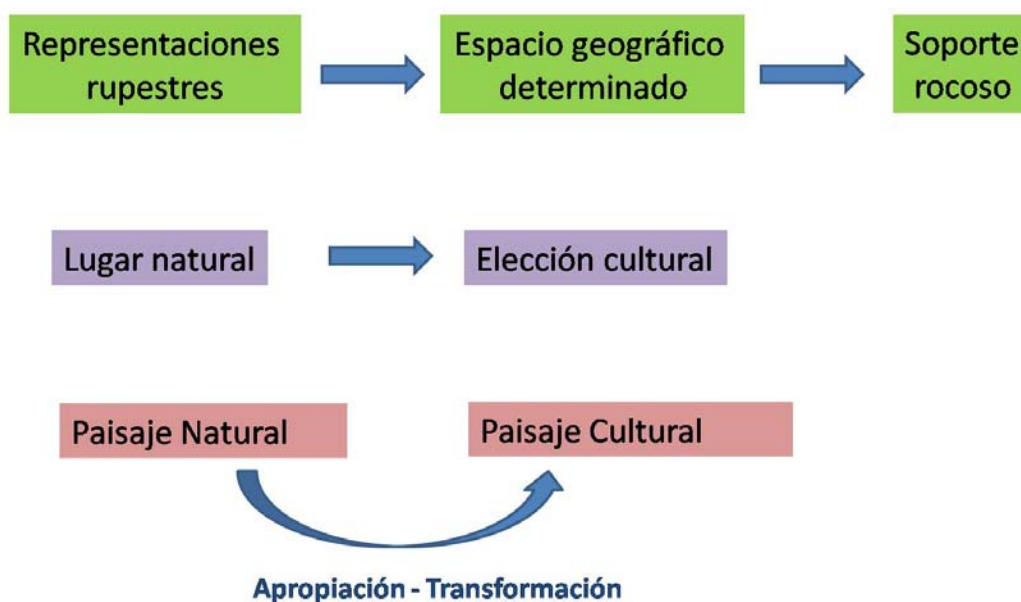 Representaciones
rupestres
Espacio geográfico
determinado
Soporte
rocoso
Lugar natural
Elección cultural
Paisaje Natural
Paisaje Cultural
Apropiación - Transformación